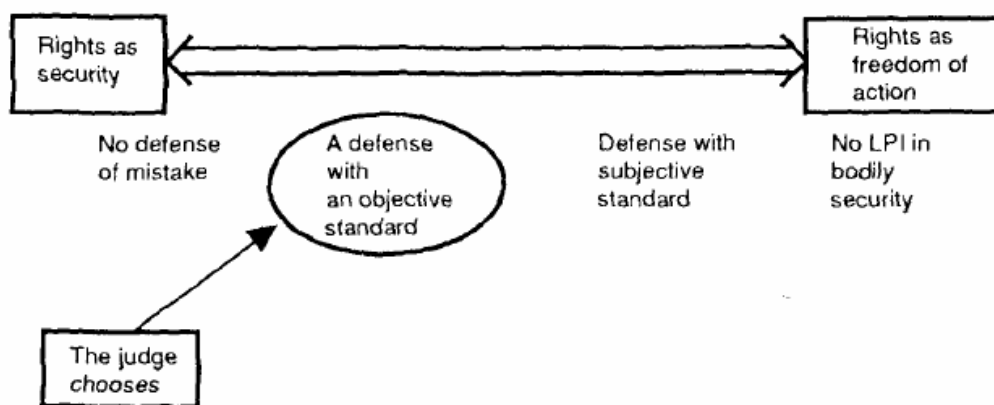 Rights as
security
Rights as
freedom of
action
No defense
of mistake
A defense
with
an objective
standard
Defense with
subjective
standard
No LPI in
bodily
security
The judge
chooses